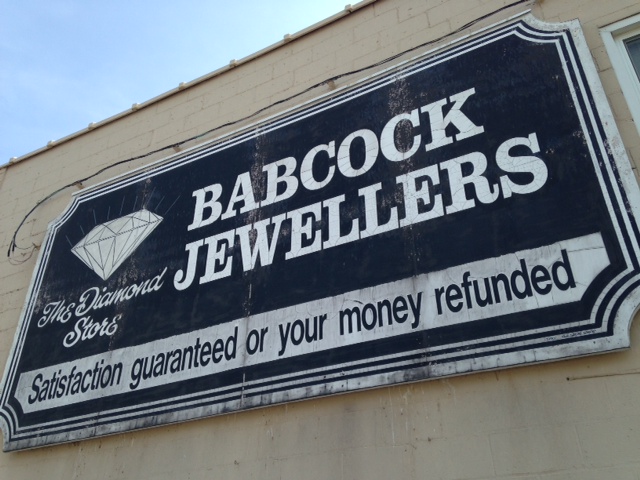 BABCOCK
JEWELLERS
The Diamond
Store
Satisfaction guaranteed or your money refunded